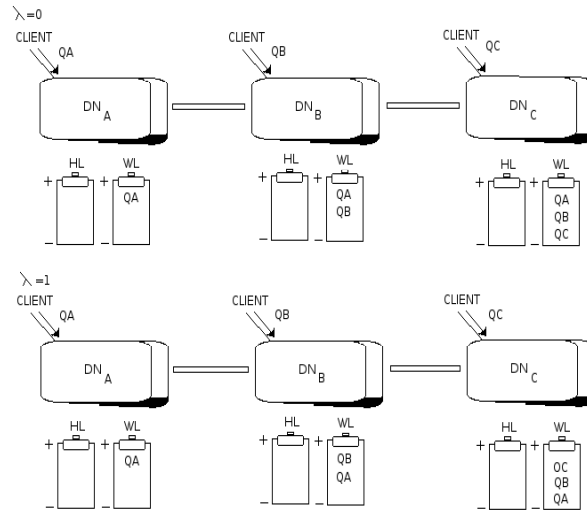 λ=0
CLIENT QA
CLIENT QB
CLIENT QC
DN A
DN B
DN C
HL WL
HL WL
HL WL
+ + QA
+ + QA
QB
+ + QA
QB
QC
− −
− −
− −
λ=1
CLIENT QA
CLIENT QB
CLIENT QC
DN A
DN B
DN C
HL WL
HL WL
HL WL
+ + QA
+ + QB
QA
+ + OC
QB
QA
− −
− −
− −